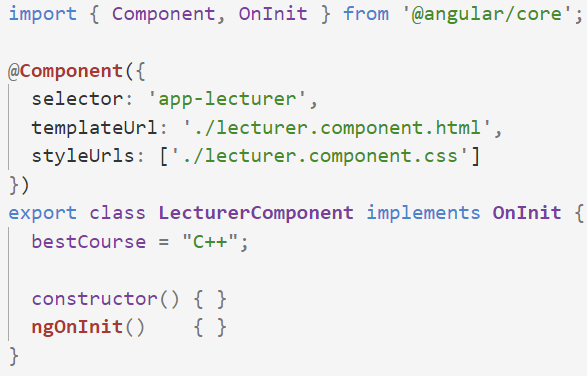 import { Component, OnInit } from '@angular/core';
@Component({
selector: 'app-lecturer',
templateUrl: './lecturer.component.html',
styleUrls: ['./lecturer.component.css']
})
export class LecturerComponent implements OnInit {
bestCourse = "C++";
constructor() { }
ngOnInit() { }
}